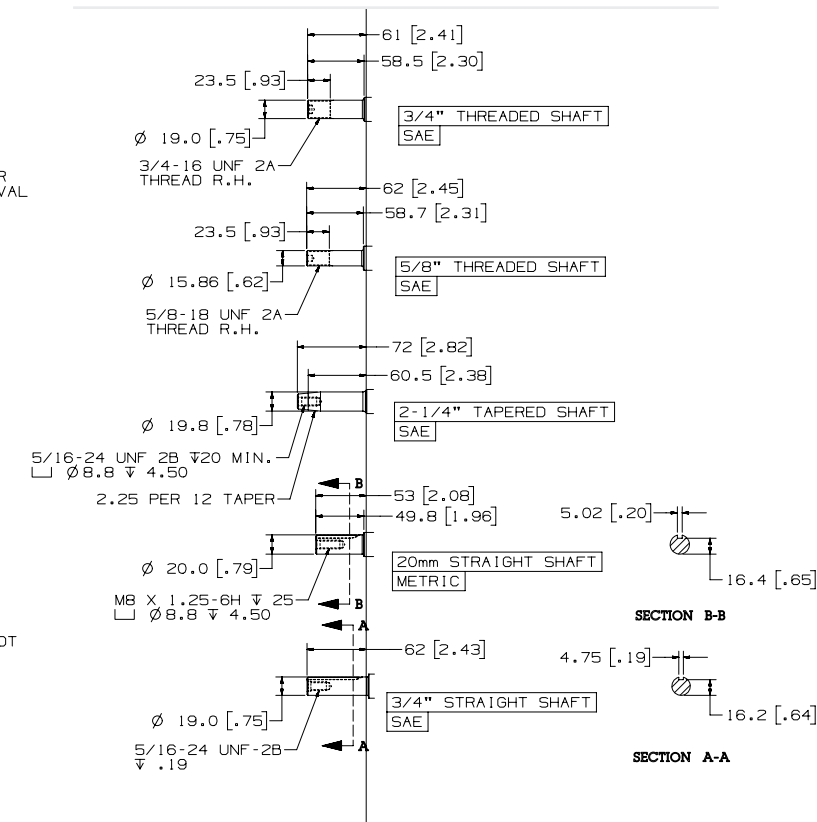 61 [2.41]
58.5 [2.30]
23.5 [.93]
3/4" THREADED SHAFT
SAE
Ø 19.0 [.75]
3/4-16 UNF 2A
THREAD R.H.
R
VAL
62 [2.45]
58.7 [2.31]
23.5 [.93]
5/8" THREADED SHAFT
SAE
Ø 15.86 [.62]
5/8-18 UNF 2A
THREAD R.H.
72 [2.82]
60.5 [2.38]
2-1/4" TAPERED SHAFT
SAE
Ø 19.8 [.78]
5/16-24 UNF 2B ↧20 MIN.
⌴ Ø8.8 ↧ 4.50
2.25 PER 12 TAPER
B
53 [2.08]
49.8 [1.96]
5.02 [.20]
Ø 20.0 [.79]
20mm STRAIGHT SHAFT
METRIC
16.4 [.65]
M8 X 1.25-6H ↧ 25
⌴ Ø8.8 ↧ 4.50
B
SECTION B-B
A
OT
62 [2.43]
4.75 [.19]
3/4" STRAIGHT SHAFT
SAE
16.2 [.64]
Ø 19.0 [.75]
5/16-24 UNF-2B
↧ .19
A
SECTION A-A